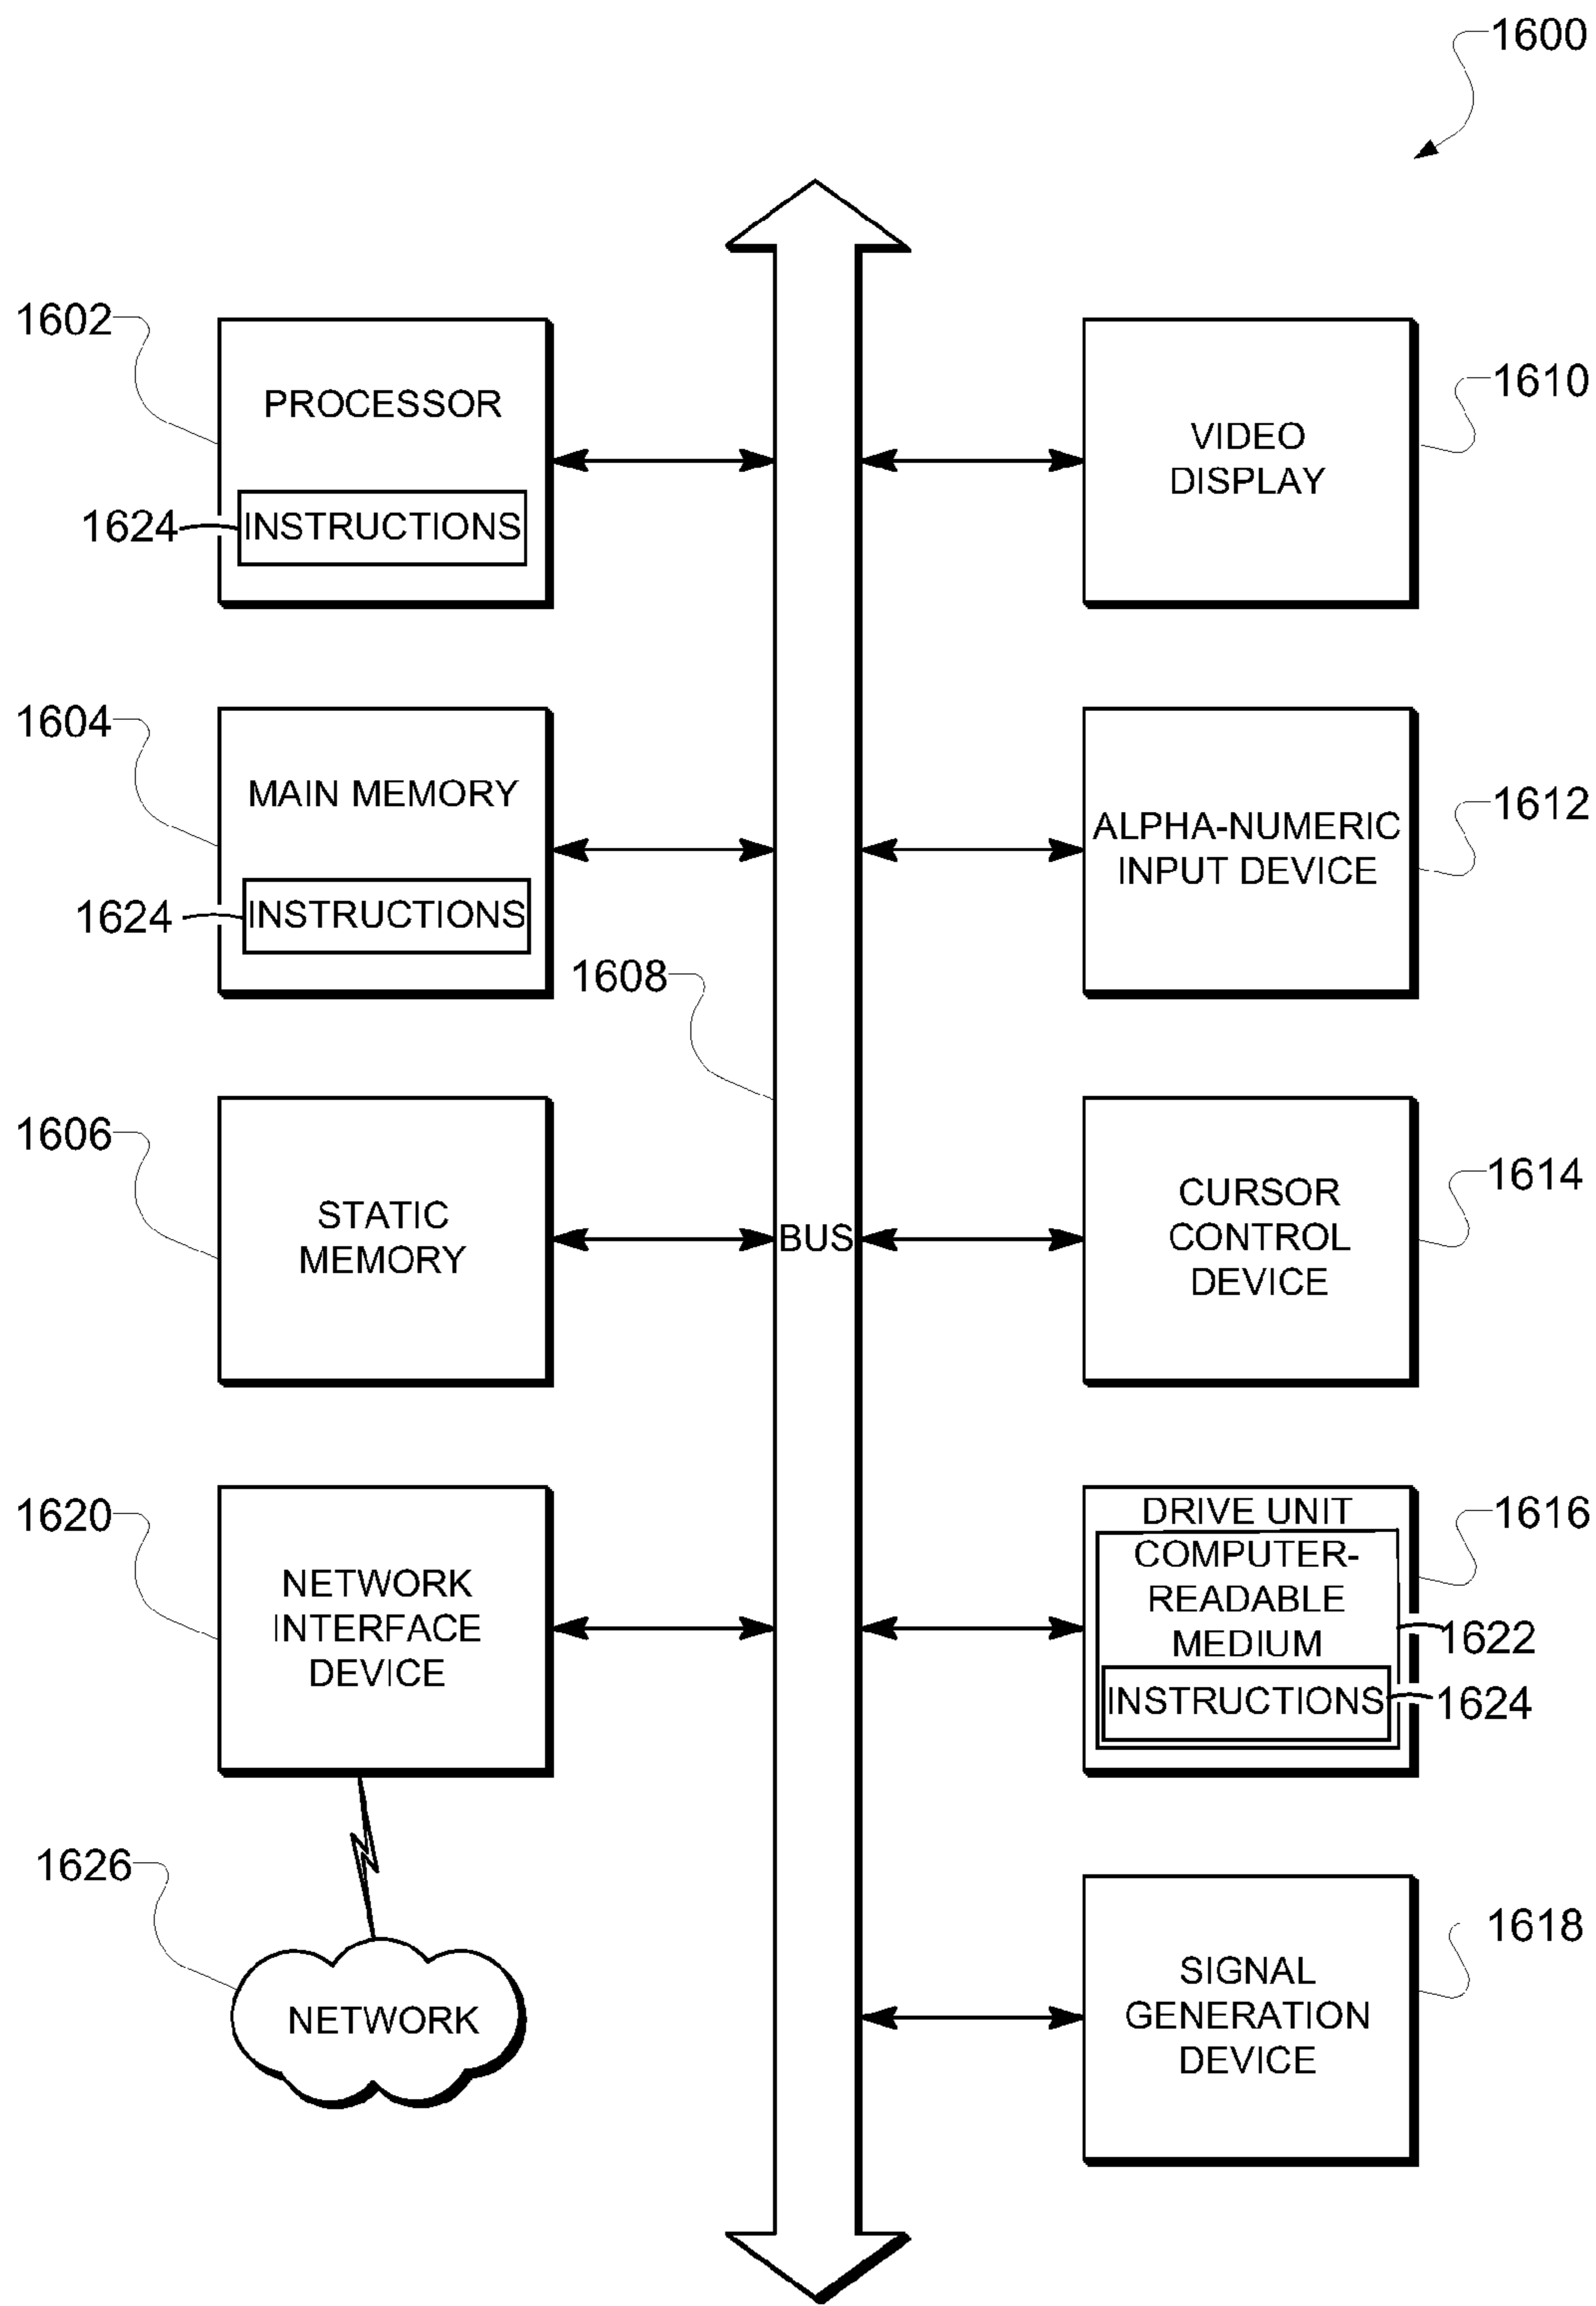 1600
1602
PROCESSOR
1624
INSTRUCTIONS
1610
VIDEO
DISPLAY
1604
MAIN MEMORY
1624
INSTRUCTIONS
1612
ALPHA-NUMERIC
INPUT DEVICE
1608
BUS
1606
STATIC
MEMORY
1614
CURSOR
CONTROL
DEVICE
1620
NETWORK
INTERFACE
DEVICE
1616
DRIVE UNIT
COMPUTER-
READABLE
MEDIUM
1622
INSTRUCTIONS
1624
1626
NETWORK
1618
SIGNAL
GENERATION
DEVICE